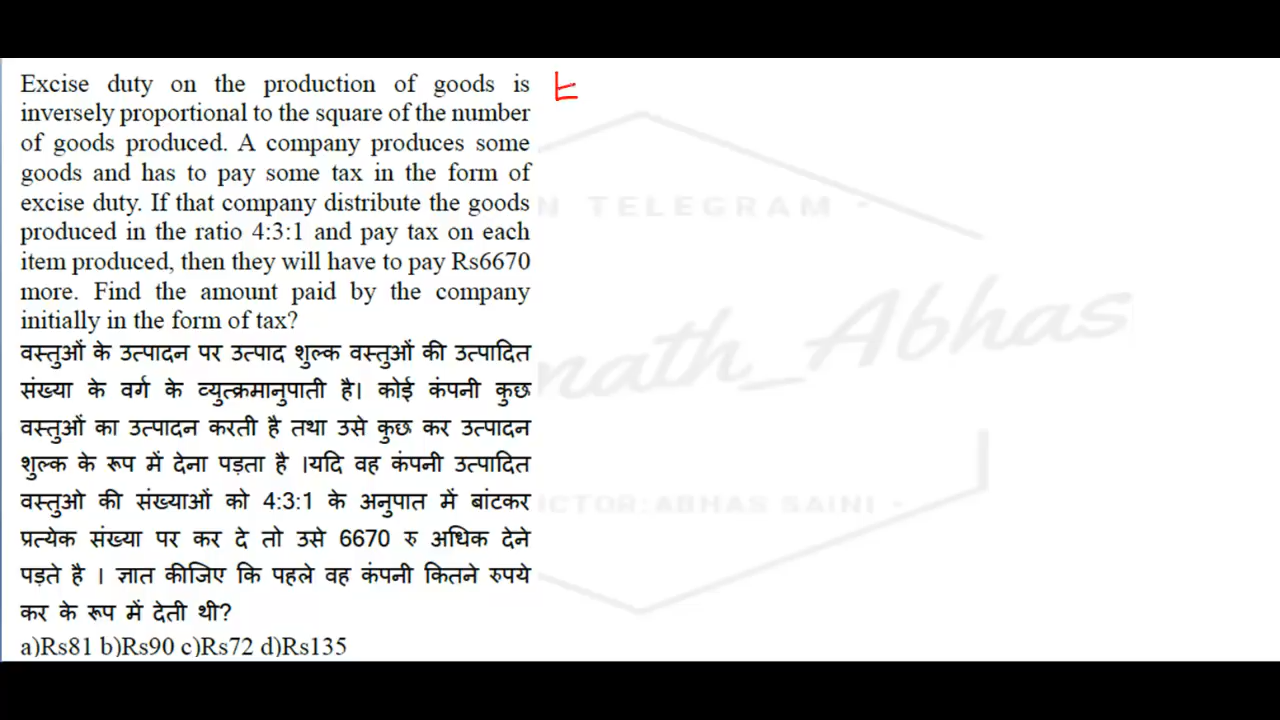 Excise duty on the production of goods is
inversely proportional to the square of the number
of goods produced. A company produces some
goods and has to pay some tax in the form of
excise duty. If that company distribute the goods
produced in the ratio 4:3:1 and pay tax on each
item produced, then they will have to pay Rs6670
more. Find the amount paid by the company
initially in the form of tax?
वस्तुओं के उत्पादन पर उत्पाद शुल्क वस्तुओं की उत्पादित
संख्या के वर्ग के व्युत्क्रमानुपाती है। कोई कंपनी कुछ
वस्तुओं का उत्पादन करती है तथा उसे कुछ कर उत्पादन
शुल्क के रूप में देना पड़ता है ।यदि वह कंपनी उत्पादित
वस्तुओ की संख्याओं को 4:3:1 के अनुपात में बांटकर
प्रत्येक संख्या पर कर दे तो उसे 6670 रु अधिक देने
पड़ते है । ज्ञात कीजिए कि पहले वह कंपनी कितने रुपये
कर के रूप में देती थी?
a)Rs81 b)Rs90 c)Rs72 d)Rs135
E
N TELEGRAM -
math_Abhas
CTOR:ABHAS SAINI -